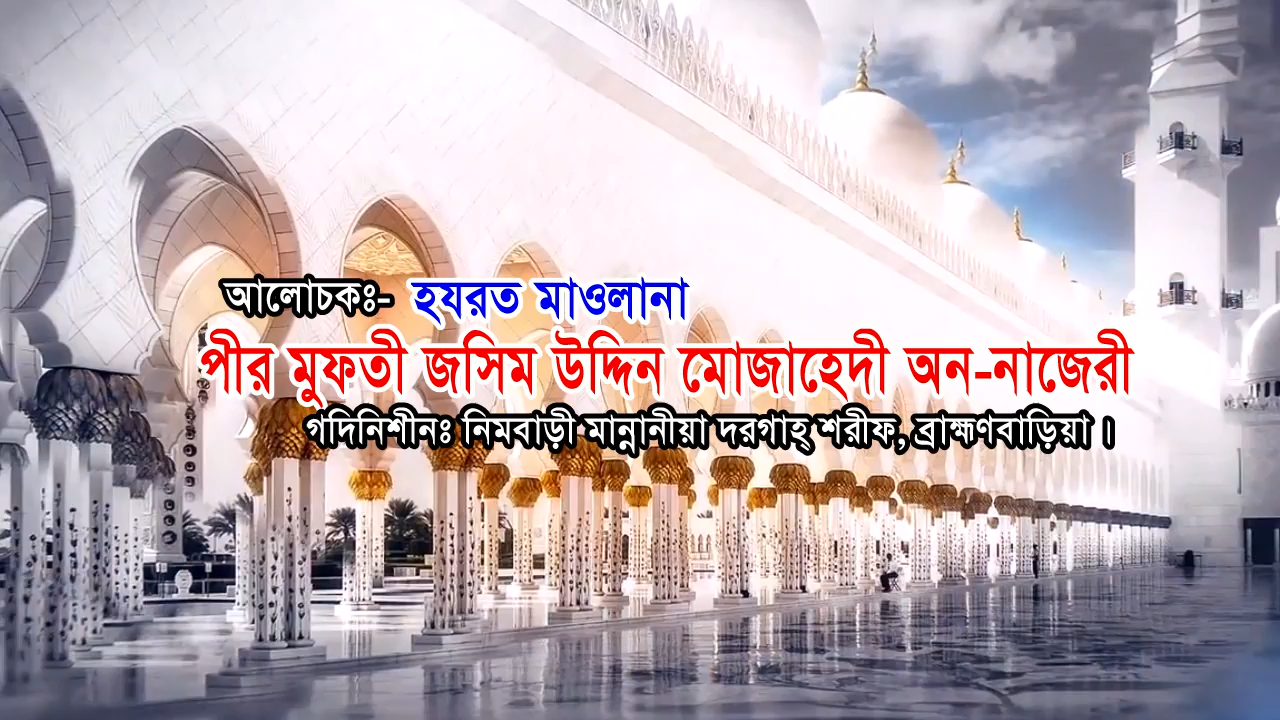 আলোচকঃ- হযরত মাওলানা
পীর মুফতী জসিম উদ্দিন মোজাহেদী অন-নাজেরী
গদিনিশীনঃ নিমবাড়ী মান্নানীয়া দরগাহ্ শরীফ, ব্রাহ্মণবাড়িয়া ।